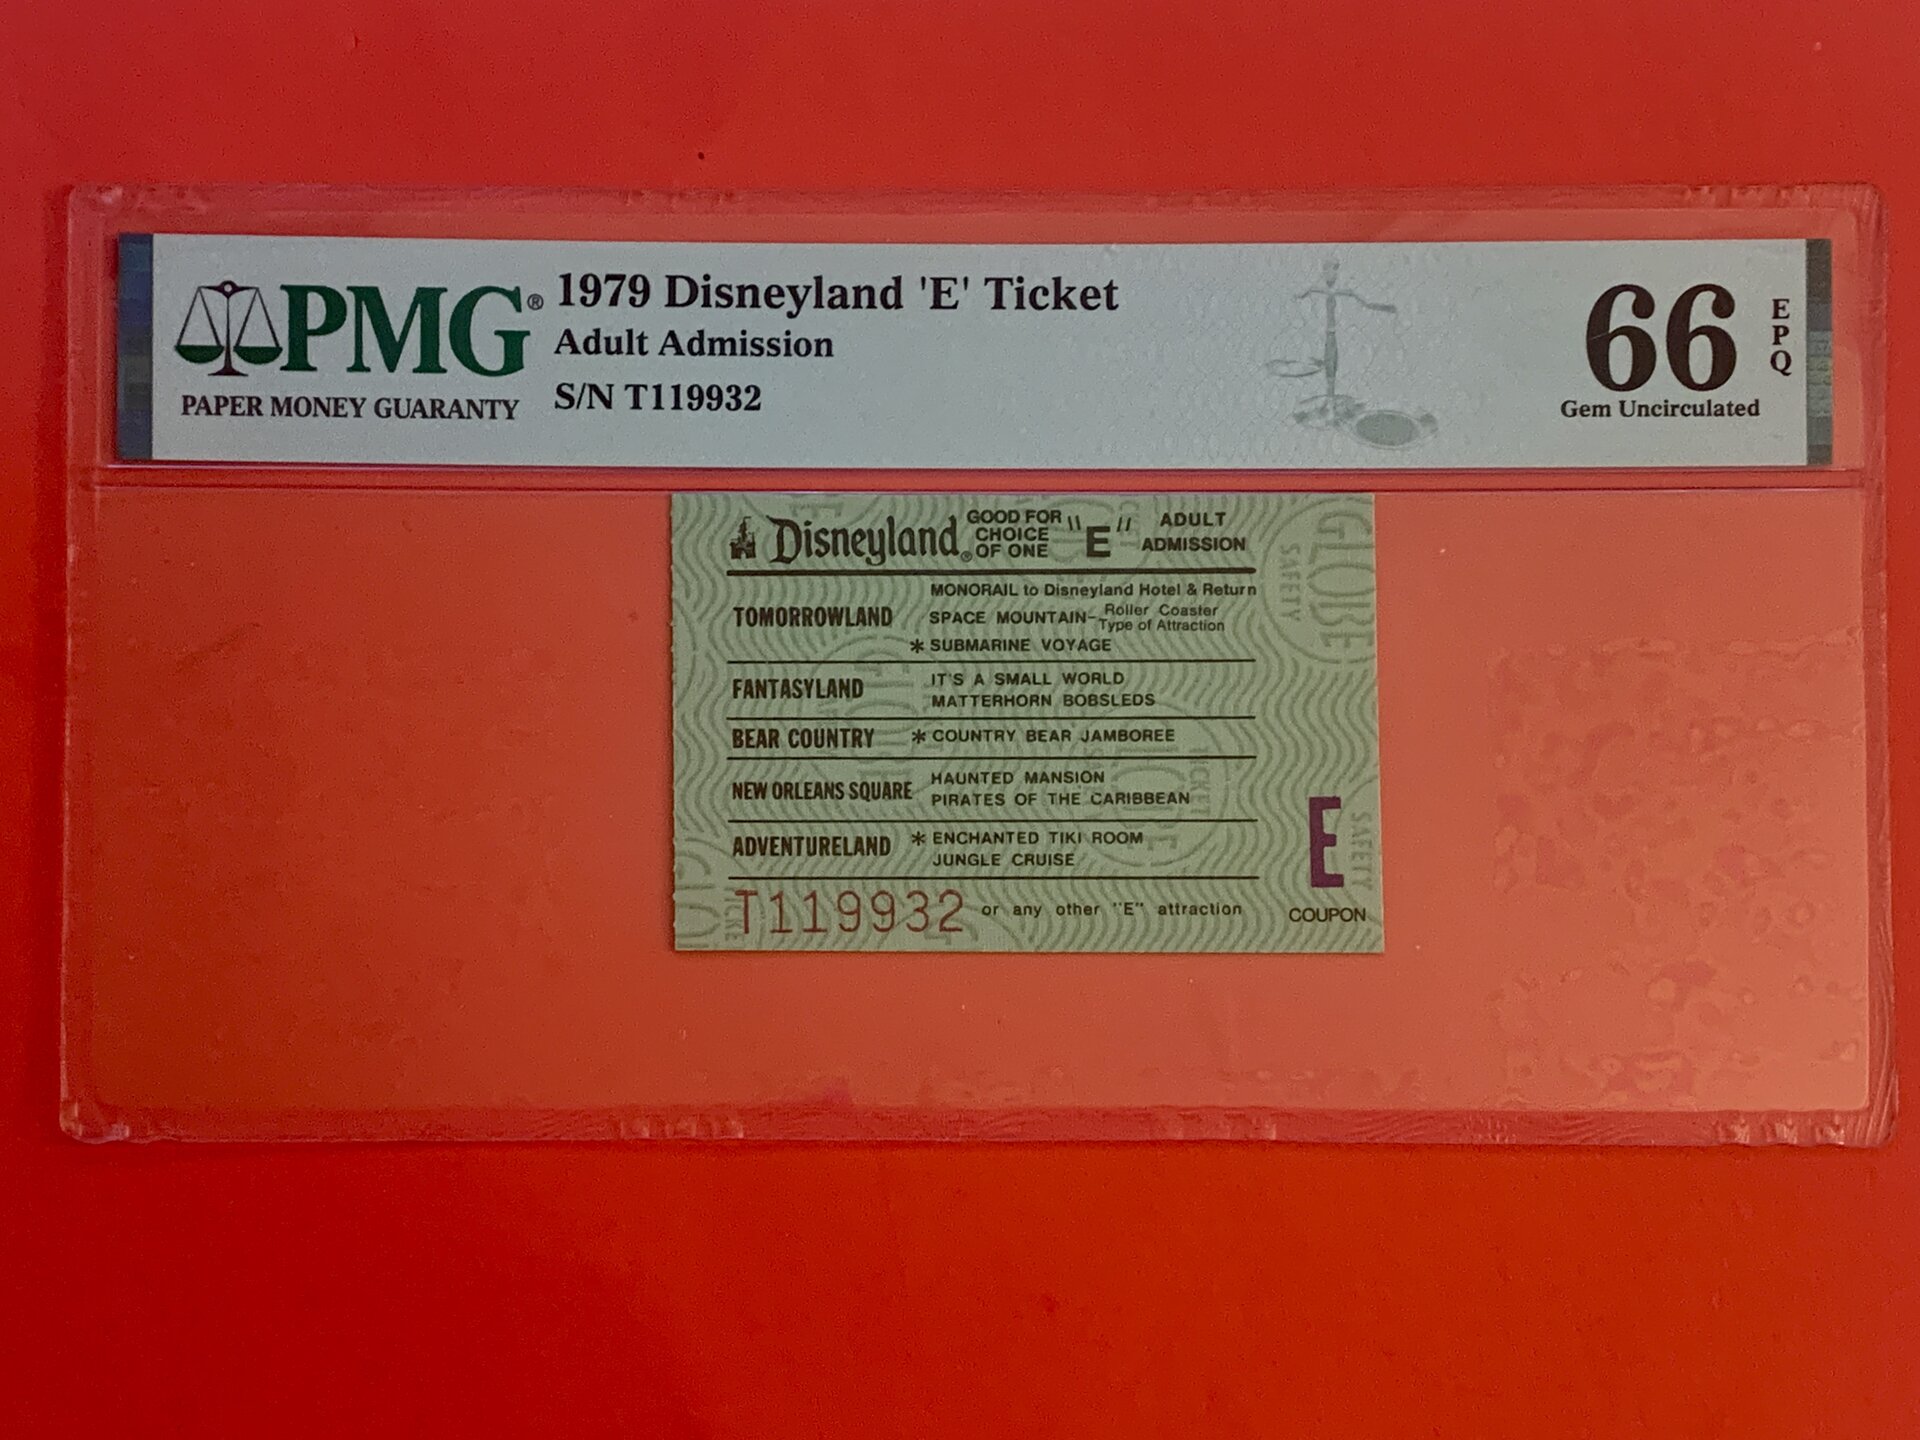 PMG® 1979 Disneyland 'E' Ticket
Adult Admission
PAPER MONEY GUARANTY S/N T119932
66 EPQ
Gem Uncirculated
Disneyland® GOOD FOR CHOICE OF ONE "E" ADULT ADMISSION
MONORAIL to Disneyland Hotel & Return
TOMORROWLAND SPACE MOUNTAIN- Roller Coaster Type of Attraction
* SUBMARINE VOYAGE
FANTASYLAND IT'S A SMALL WORLD
MATTERHORN BOBSLEDS
BEAR COUNTRY * COUNTRY BEAR JAMBOREE
NEW ORLEANS SQUARE HAUNTED MANSION
PIRATES OF THE CARIBBEAN
ADVENTURELAND * ENCHANTED TIKI ROOM
JUNGLE CRUISE
T119932 or any other "E" attraction
E
COUPON
GLOBE
SAFETY
SAFETY